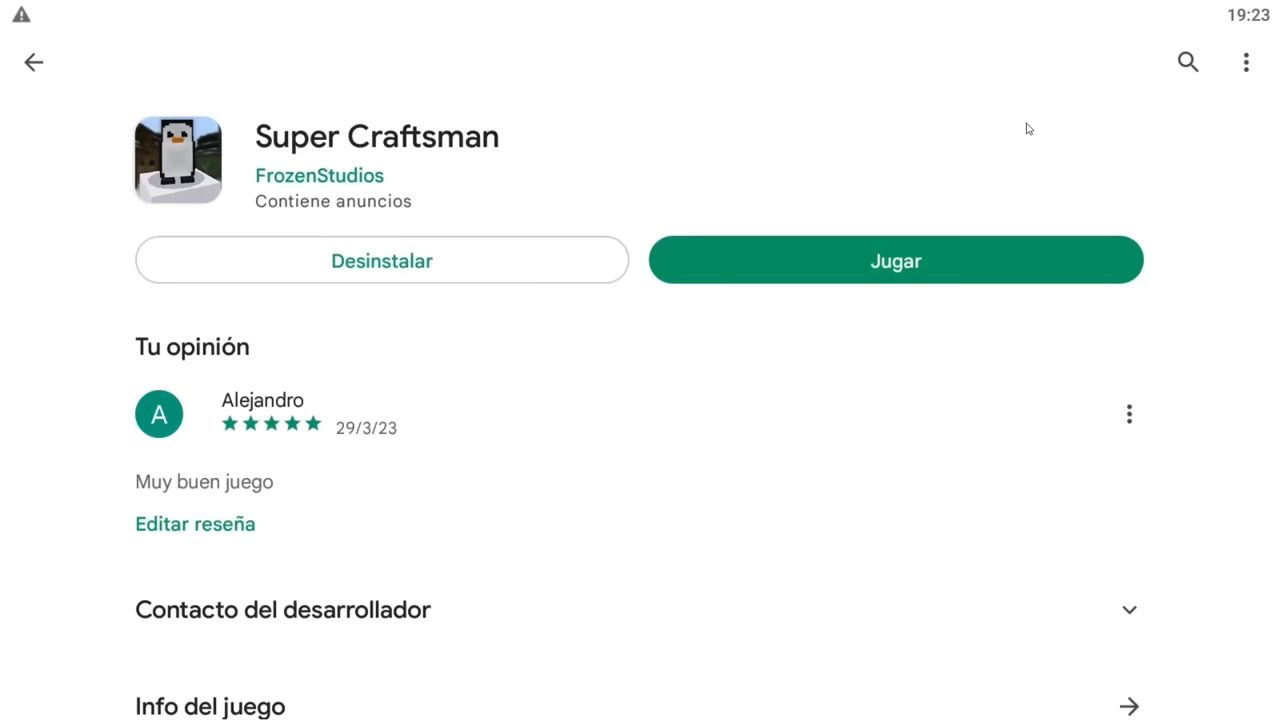 19:23
Super Craftsman
FrozenStudios
Contiene anuncios
Desinstalar
Jugar
Tu opinión
A
Alejandro
29/3/23
Muy buen juego
Editar reseña
Contacto del desarrollador
Info del juego